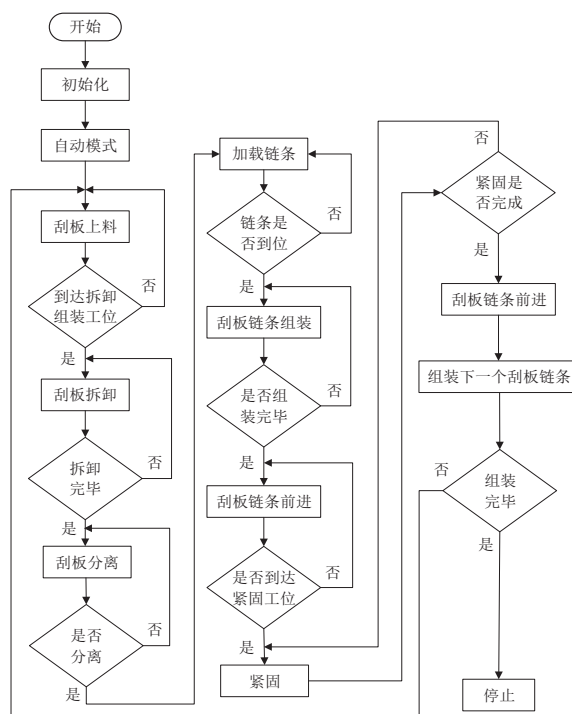 开始
初始化
自动模式
刮板上料
到达拆卸
组装工位
否
是
刮板拆卸
拆卸
完毕
否
是
刮板分离
是否
分离
否
是
加载链条
链条是
否到位
否
是
刮板链条组装
是否组
装完毕
否
是
刮板链条前进
是否到达
紧固工位
否
是
紧固
否
紧固是
否完成
是
刮板链条前进
组装下一个刮板链条
否
组装
完毕
是
停止